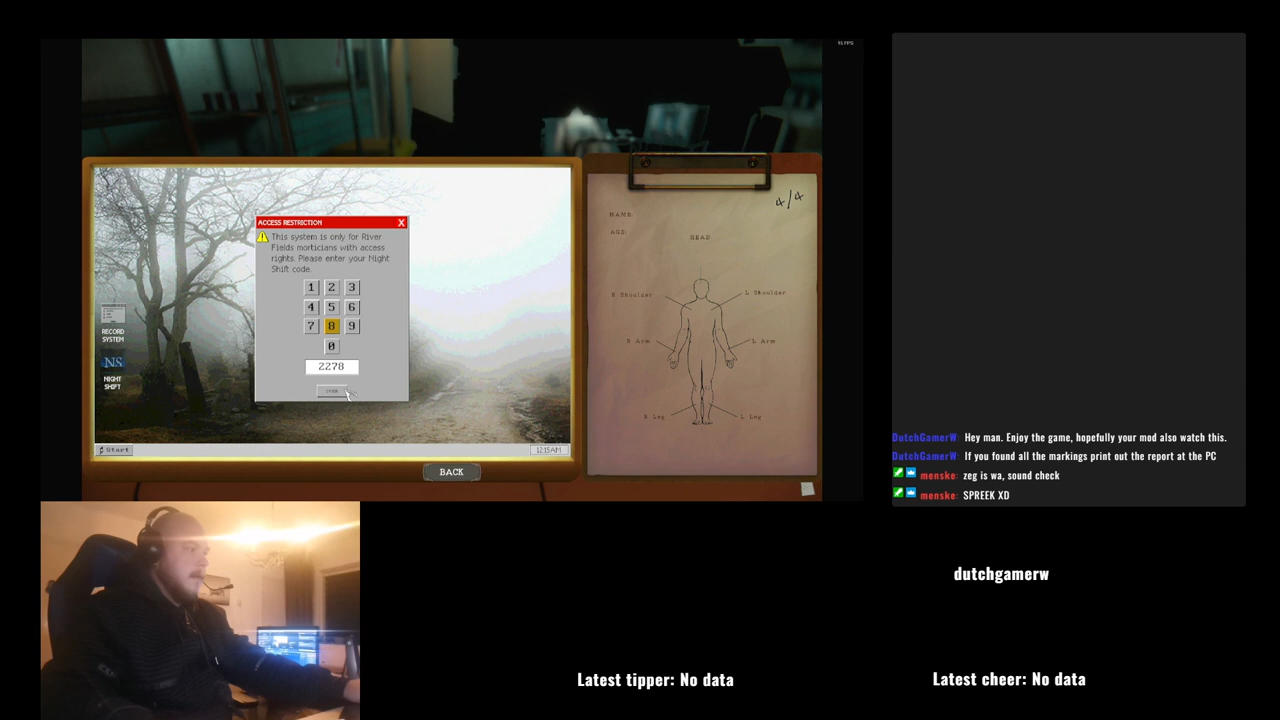 91 FPS
ACCESS RESTRICTION X
This system is only for River
Fields morticians with access
rights. Please enter your Night
Shift code.
1 2 3
4 5 6
7 8 9
0
2278
RECORD
SYSTEM
NS
NIGHT
SHIFT
Start
12:15AM
BACK
4/4
NAME:
AGE:
HEAD
R Shoulder
L Shoulder
R Arm
L Arm
R Leg
L Leg
DutchGamerW: Hey man. Enjoy the game, hopefully your mod also watch this.
DutchGamerW: If you found all the markings print out the report at the PC
menske: zeg is wa, sound check
menske: SPREEK XD
dutchgamerw
Latest tipper: No data
Latest cheer: No data